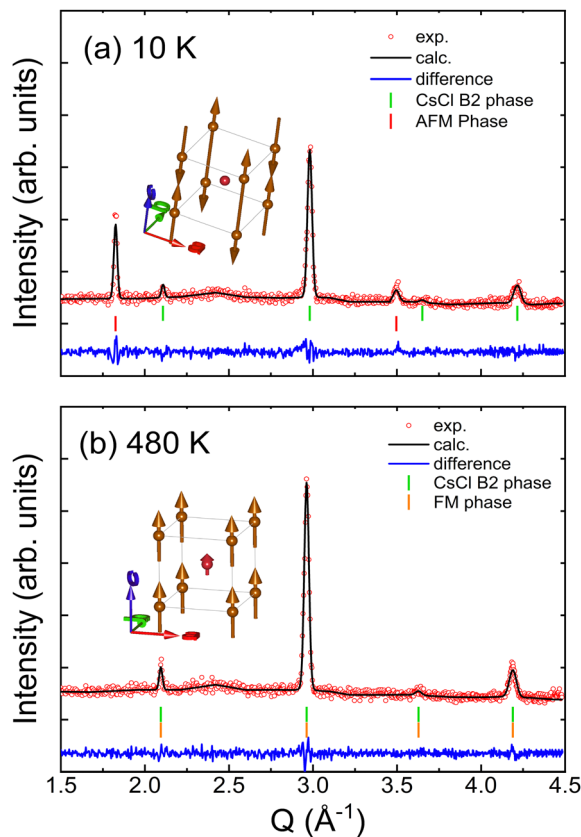 (a) 10 K
exp.
calc.
difference
CsCl B2 phase
AFM Phase
Intensity (arb. units)
(b) 480 K
exp.
calc.
difference
CsCl B2 phase
FM phase
Intensity (arb. units)
1.5 2.0 2.5 3.0 3.5 4.0 4.5
Q (Å⁻¹)